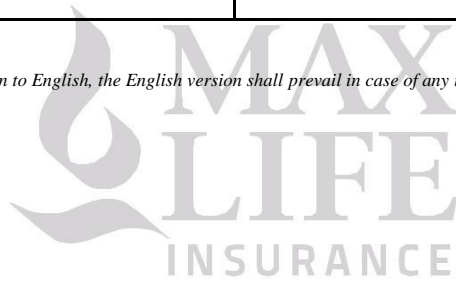 n to English, the English version shall prevail in case of any i
MAX
LIFE
INSURANCE